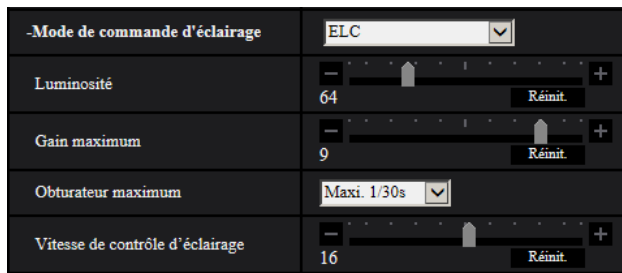 -Mode de commande d'éclairage ELC
Luminosité
64 Réinit.
Gain maximum
9 Réinit.
Obturateur maximum Maxi. 1/30s
Vitesse de contrôle d’éclairage
16 Réinit.